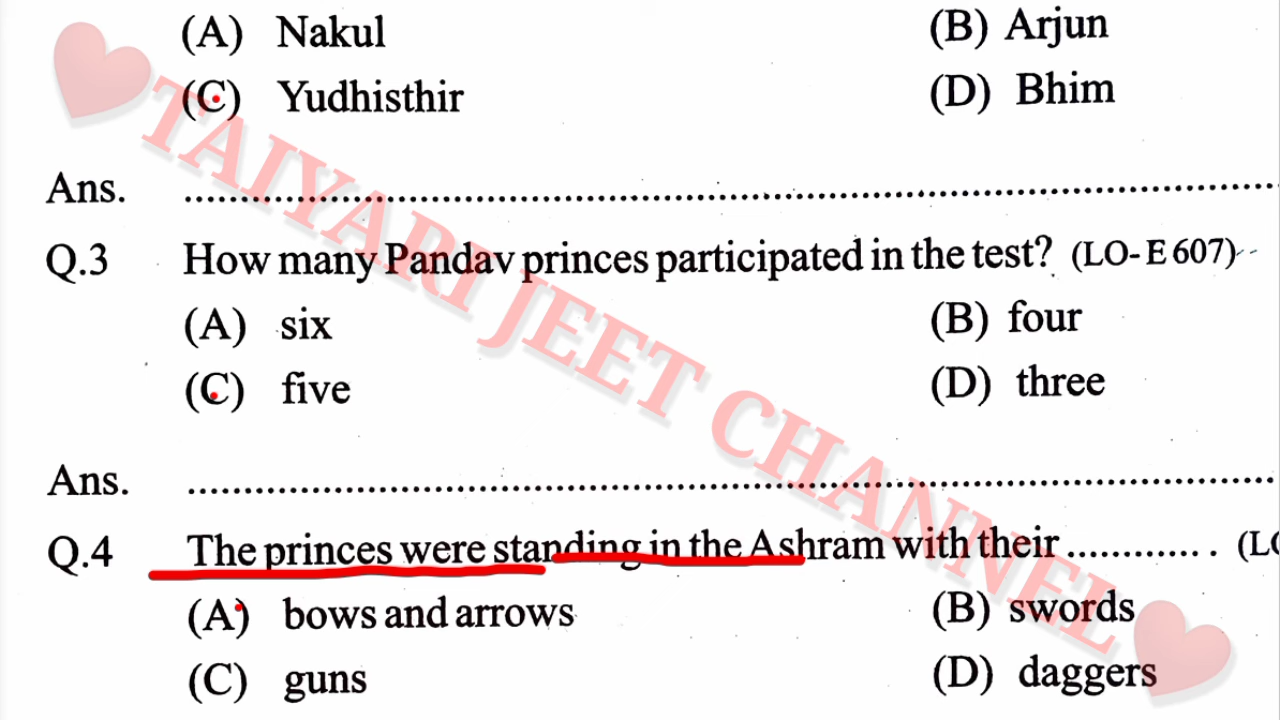 (A) Nakul (B) Arjun
(C) Yudhisthir (D) Bhim
Ans. ........................................................................
Q.3 How many Pandav princes participated in the test? (LO-E 607)
(A) six (B) four
(C) five (D) three
Ans. ........................................................................
Q.4 The princes were standing in the Ashram with their ............. (LO
(A) bows and arrows (B) swords
(C) guns (D) daggers
TAIYARI JEET CHANNEL